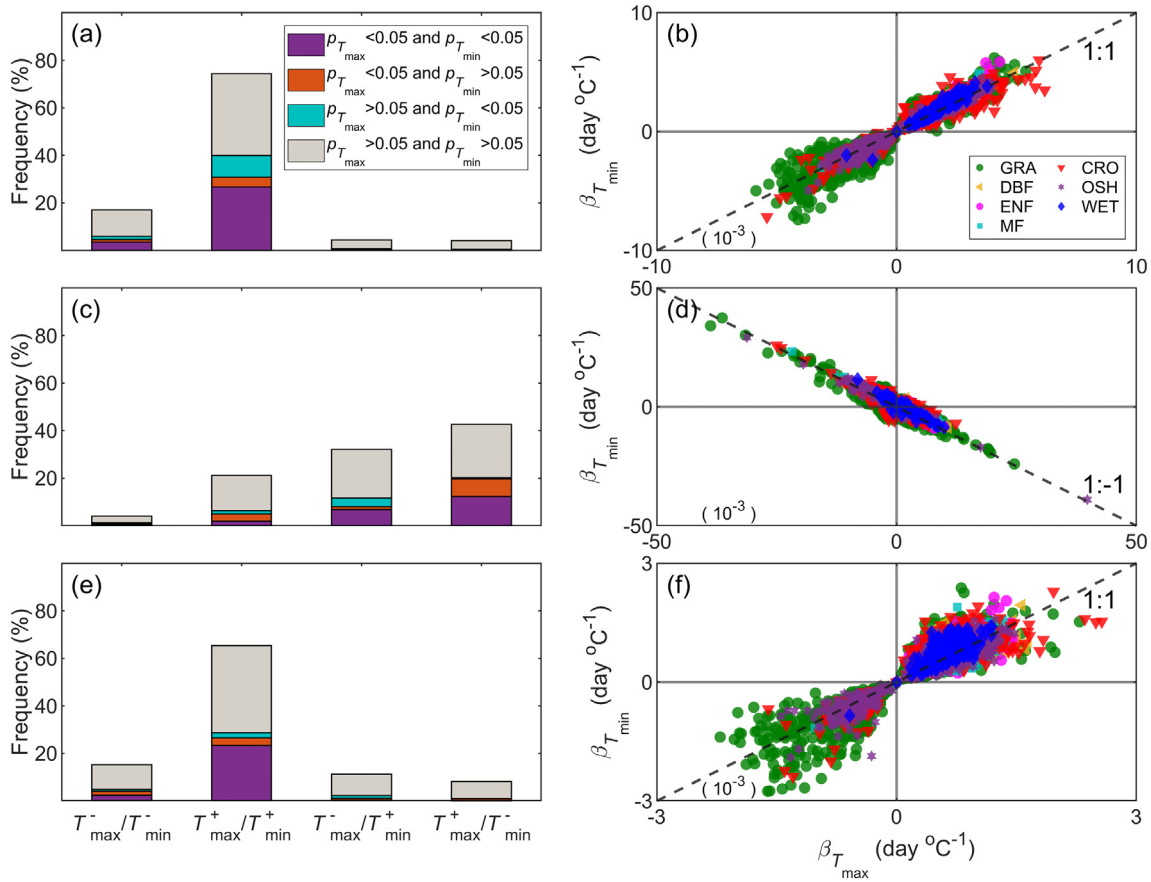 (a)
p_Tmax <0.05 and p_Tmin <0.05
p_Tmax <0.05 and p_Tmin >0.05
p_Tmax >0.05 and p_Tmin <0.05
p_Tmax >0.05 and p_Tmin >0.05
Frequency (%)
80
60
40
20
(b)
1:1
β_Tmin (day °C⁻¹)
10
0
-10
GRA CRO
DBF OSH
ENF WET
MF
(10⁻³)
-10 0 10
(c)
Frequency (%)
80
60
40
20
(d)
β_Tmin (day °C⁻¹)
50
0
-50
1:-1
(10⁻³)
-50 0 50
(e)
Frequency (%)
80
60
40
20
T⁻max/T⁻min T⁺max/T⁺min T⁻max/T⁺min T⁺max/T⁻min
(f)
1:1
β_Tmin (day °C⁻¹)
3
0
-3
(10⁻³)
-3 0 3
β_Tmax (day °C⁻¹)